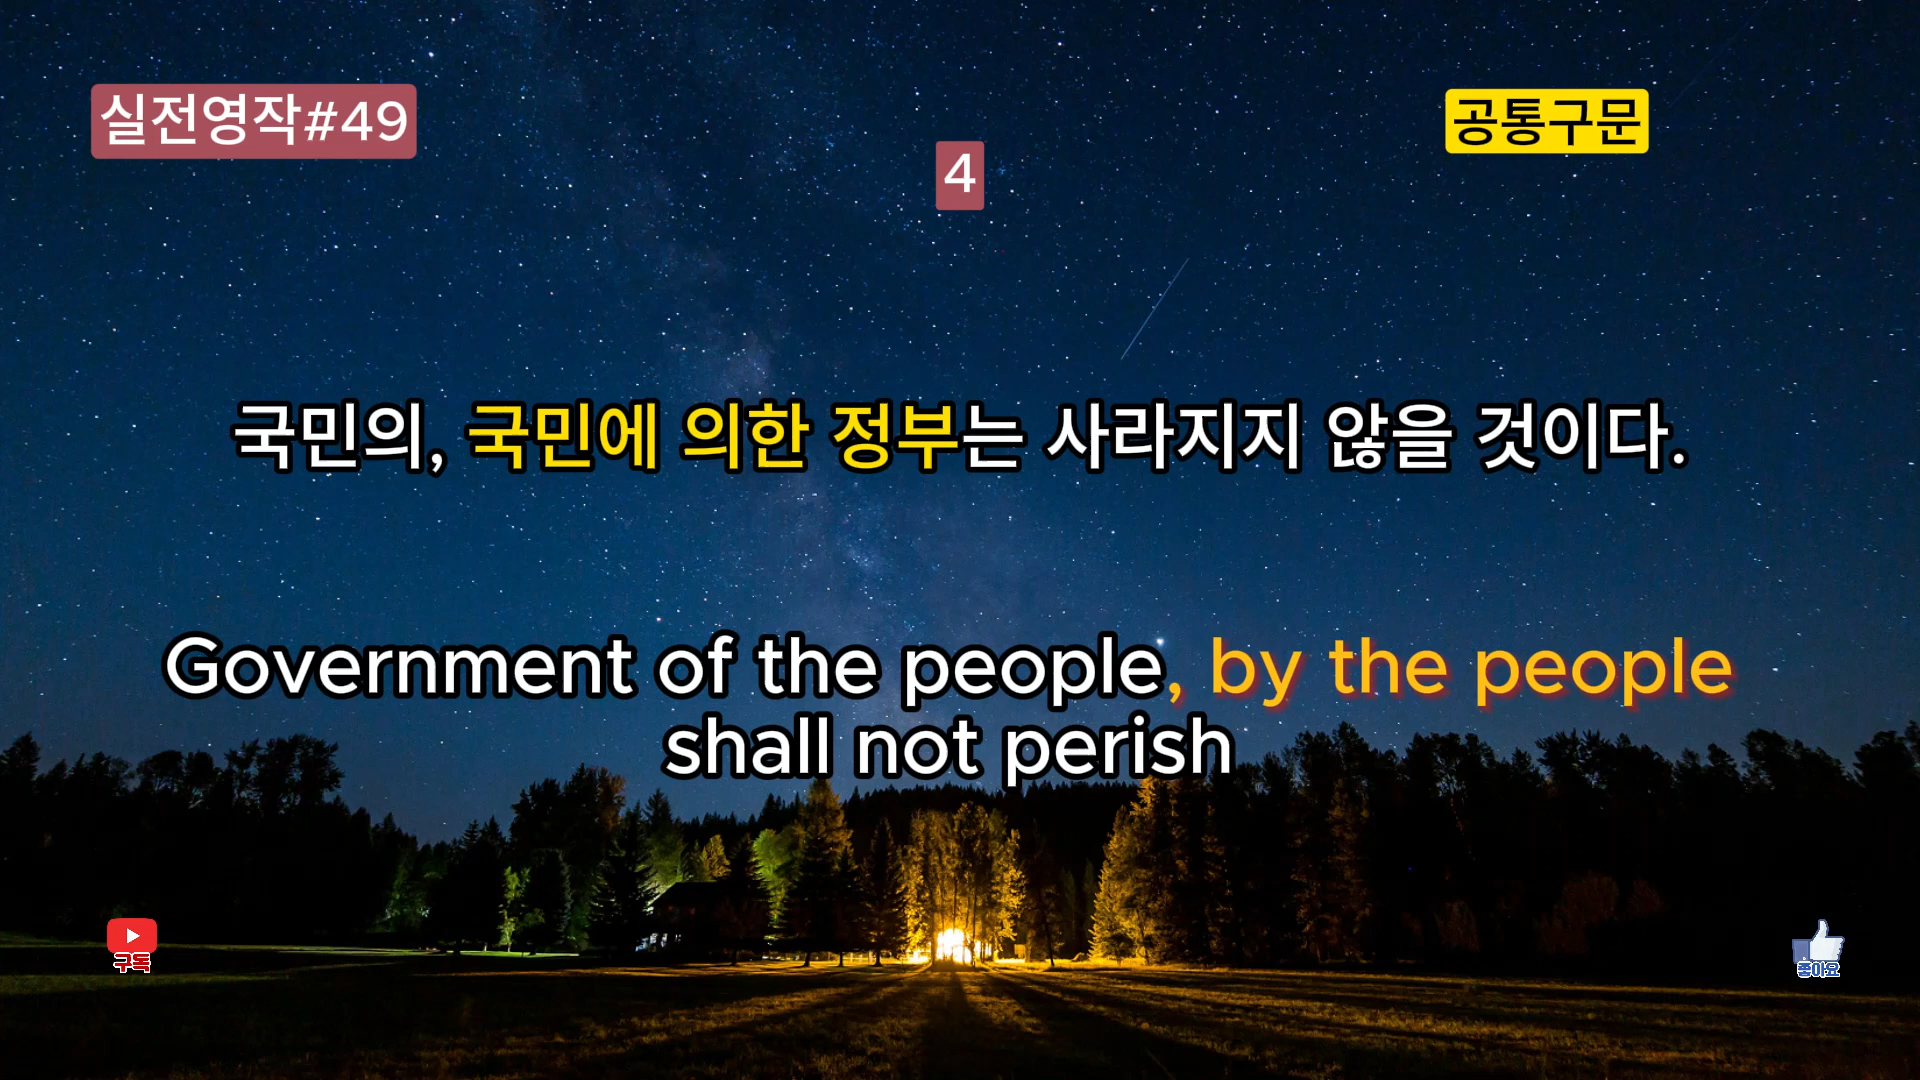 실전영작#49
공통구문
4
국민의, 국민에 의한 정부는 사라지지 않을 것이다.
Government of the people, by the people
shall not perish
구독
좋아요